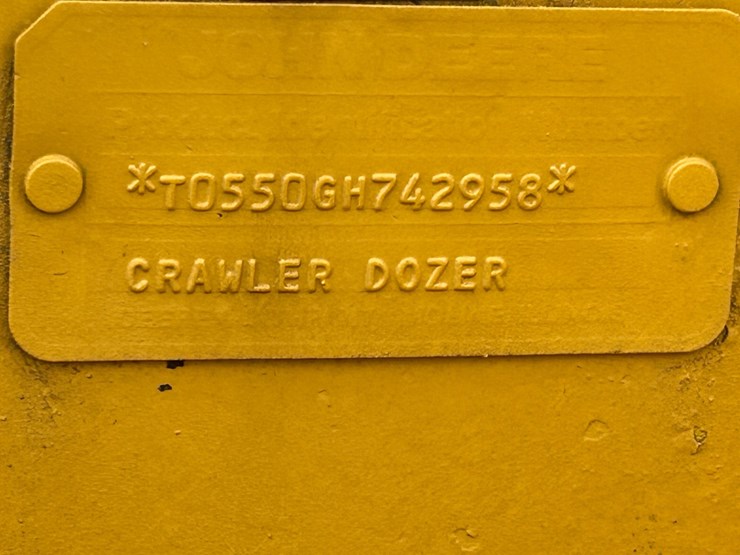 JOHN DEERE
Product Identification Number
*T0550GH742958*
CRAWLER DOZER